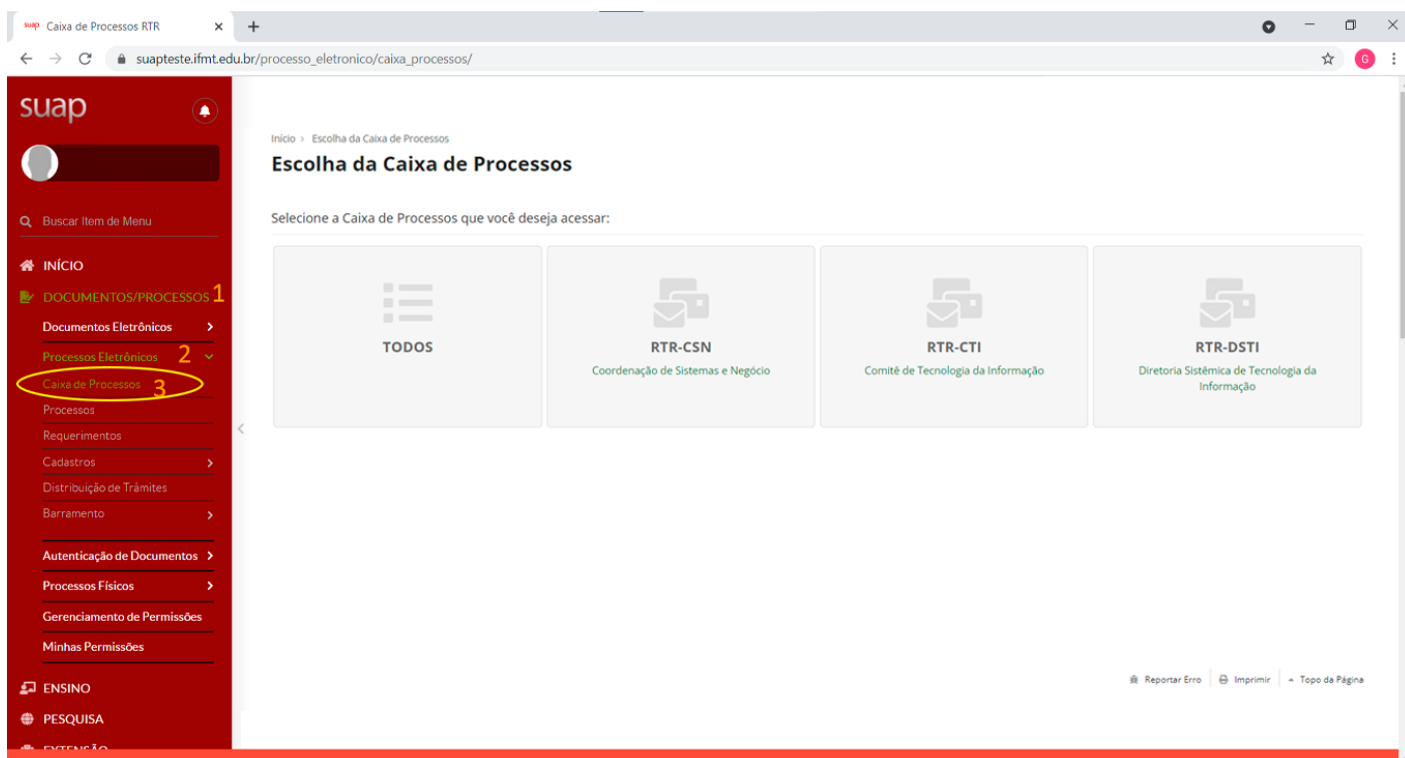 suap Caixa de Processos RTR
suapteste.ifmt.edu.br/processo_eletronico/caixa_processos/
G
suap
Buscar Item de Menu
INÍCIO
DOCUMENTOS/PROCESSOS 1
Documentos Eletrônicos
Processos Eletrônicos 2
Caixa de Processos 3
Processos
Requerimentos
Cadastros
Distribuição de Trâmites
Barramento
Autenticação de Documentos
Processos Físicos
Gerenciamento de Permissões
Minhas Permissões
ENSINO
PESQUISA
EXTENSÃO
Início > Escolha da Caixa de Processos
Escolha da Caixa de Processos
Selecione a Caixa de Processos que você deseja acessar:
TODOS
RTR-CSN
Coordenação de Sistemas e Negócio
RTR-CTI
Comitê de Tecnologia da Informação
RTR-DSTI
Diretoria Sistêmica de Tecnologia da
Informação
Reportar Erro Imprimir Topo da Página